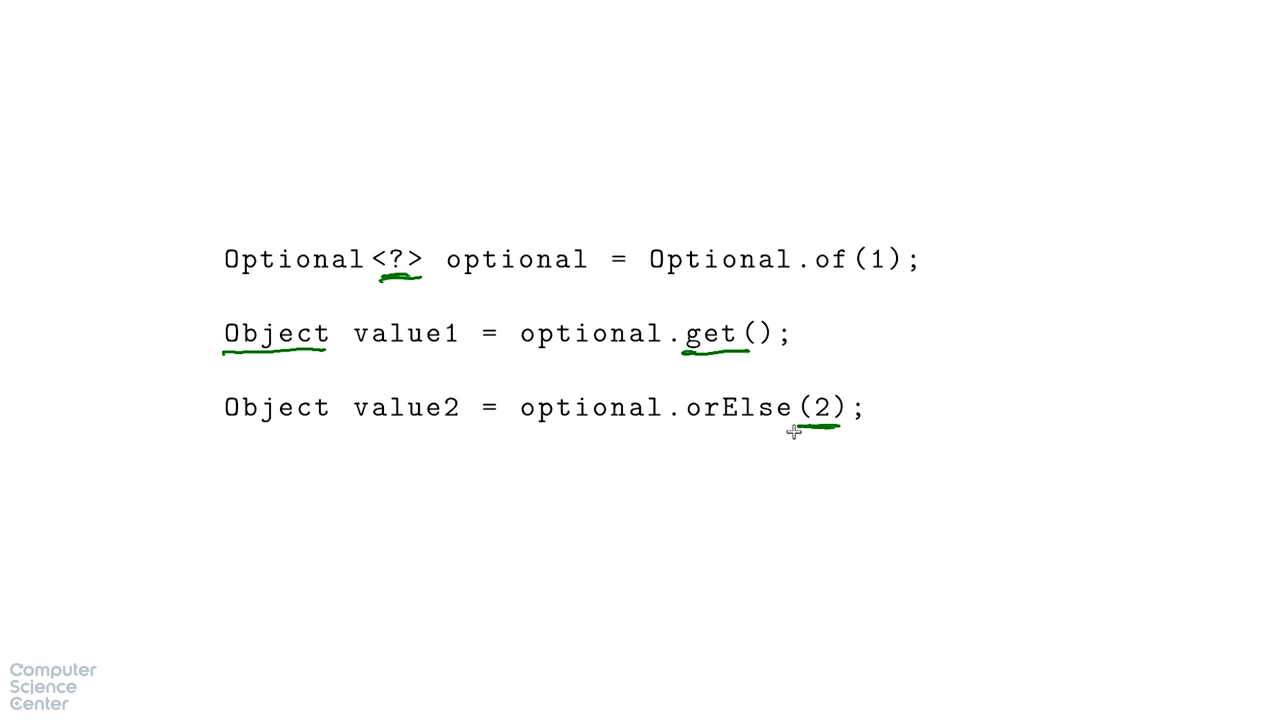 Optional<?> optional = Optional.of(1);
Object value1 = optional.get();
Object value2 = optional.orElse(2);
Computer
Science
Center